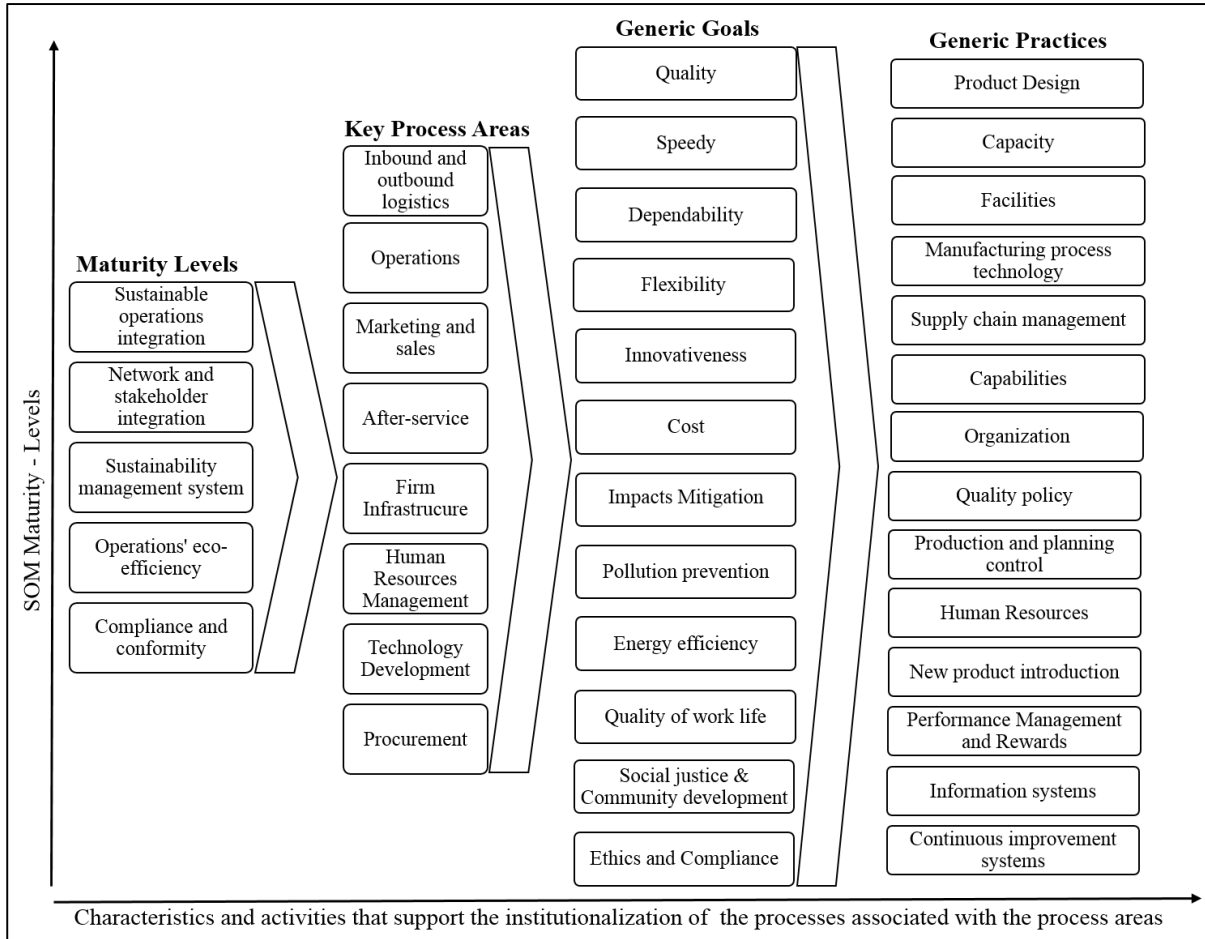 SOM Maturity - Levels
Maturity Levels
Sustainable
operations
integration
Network and
stakeholder
integration
Sustainability
management system
Operations' eco-
efficiency
Compliance and
conformity
Key Process Areas
Inbound and
outbound
logistics
Operations
Marketing and
sales
After-service
Firm
Infrastrucure
Human
Resources
Management
Technology
Development
Procurement
Generic Goals
Quality
Speedy
Dependability
Flexibility
Innovativeness
Cost
Impacts Mitigation
Pollution prevention
Energy efficiency
Quality of work life
Social justice &
Community development
Ethics and Compliance
Generic Practices
Product Design
Capacity
Facilities
Manufacturing process
technology
Supply chain management
Capabilities
Organization
Quality policy
Production and planning
control
Human Resources
New product introduction
Performance Management
and Rewards
Information systems
Continuous improvement
systems
Characteristics and activities that support the institutionalization of the processes associated with the process areas